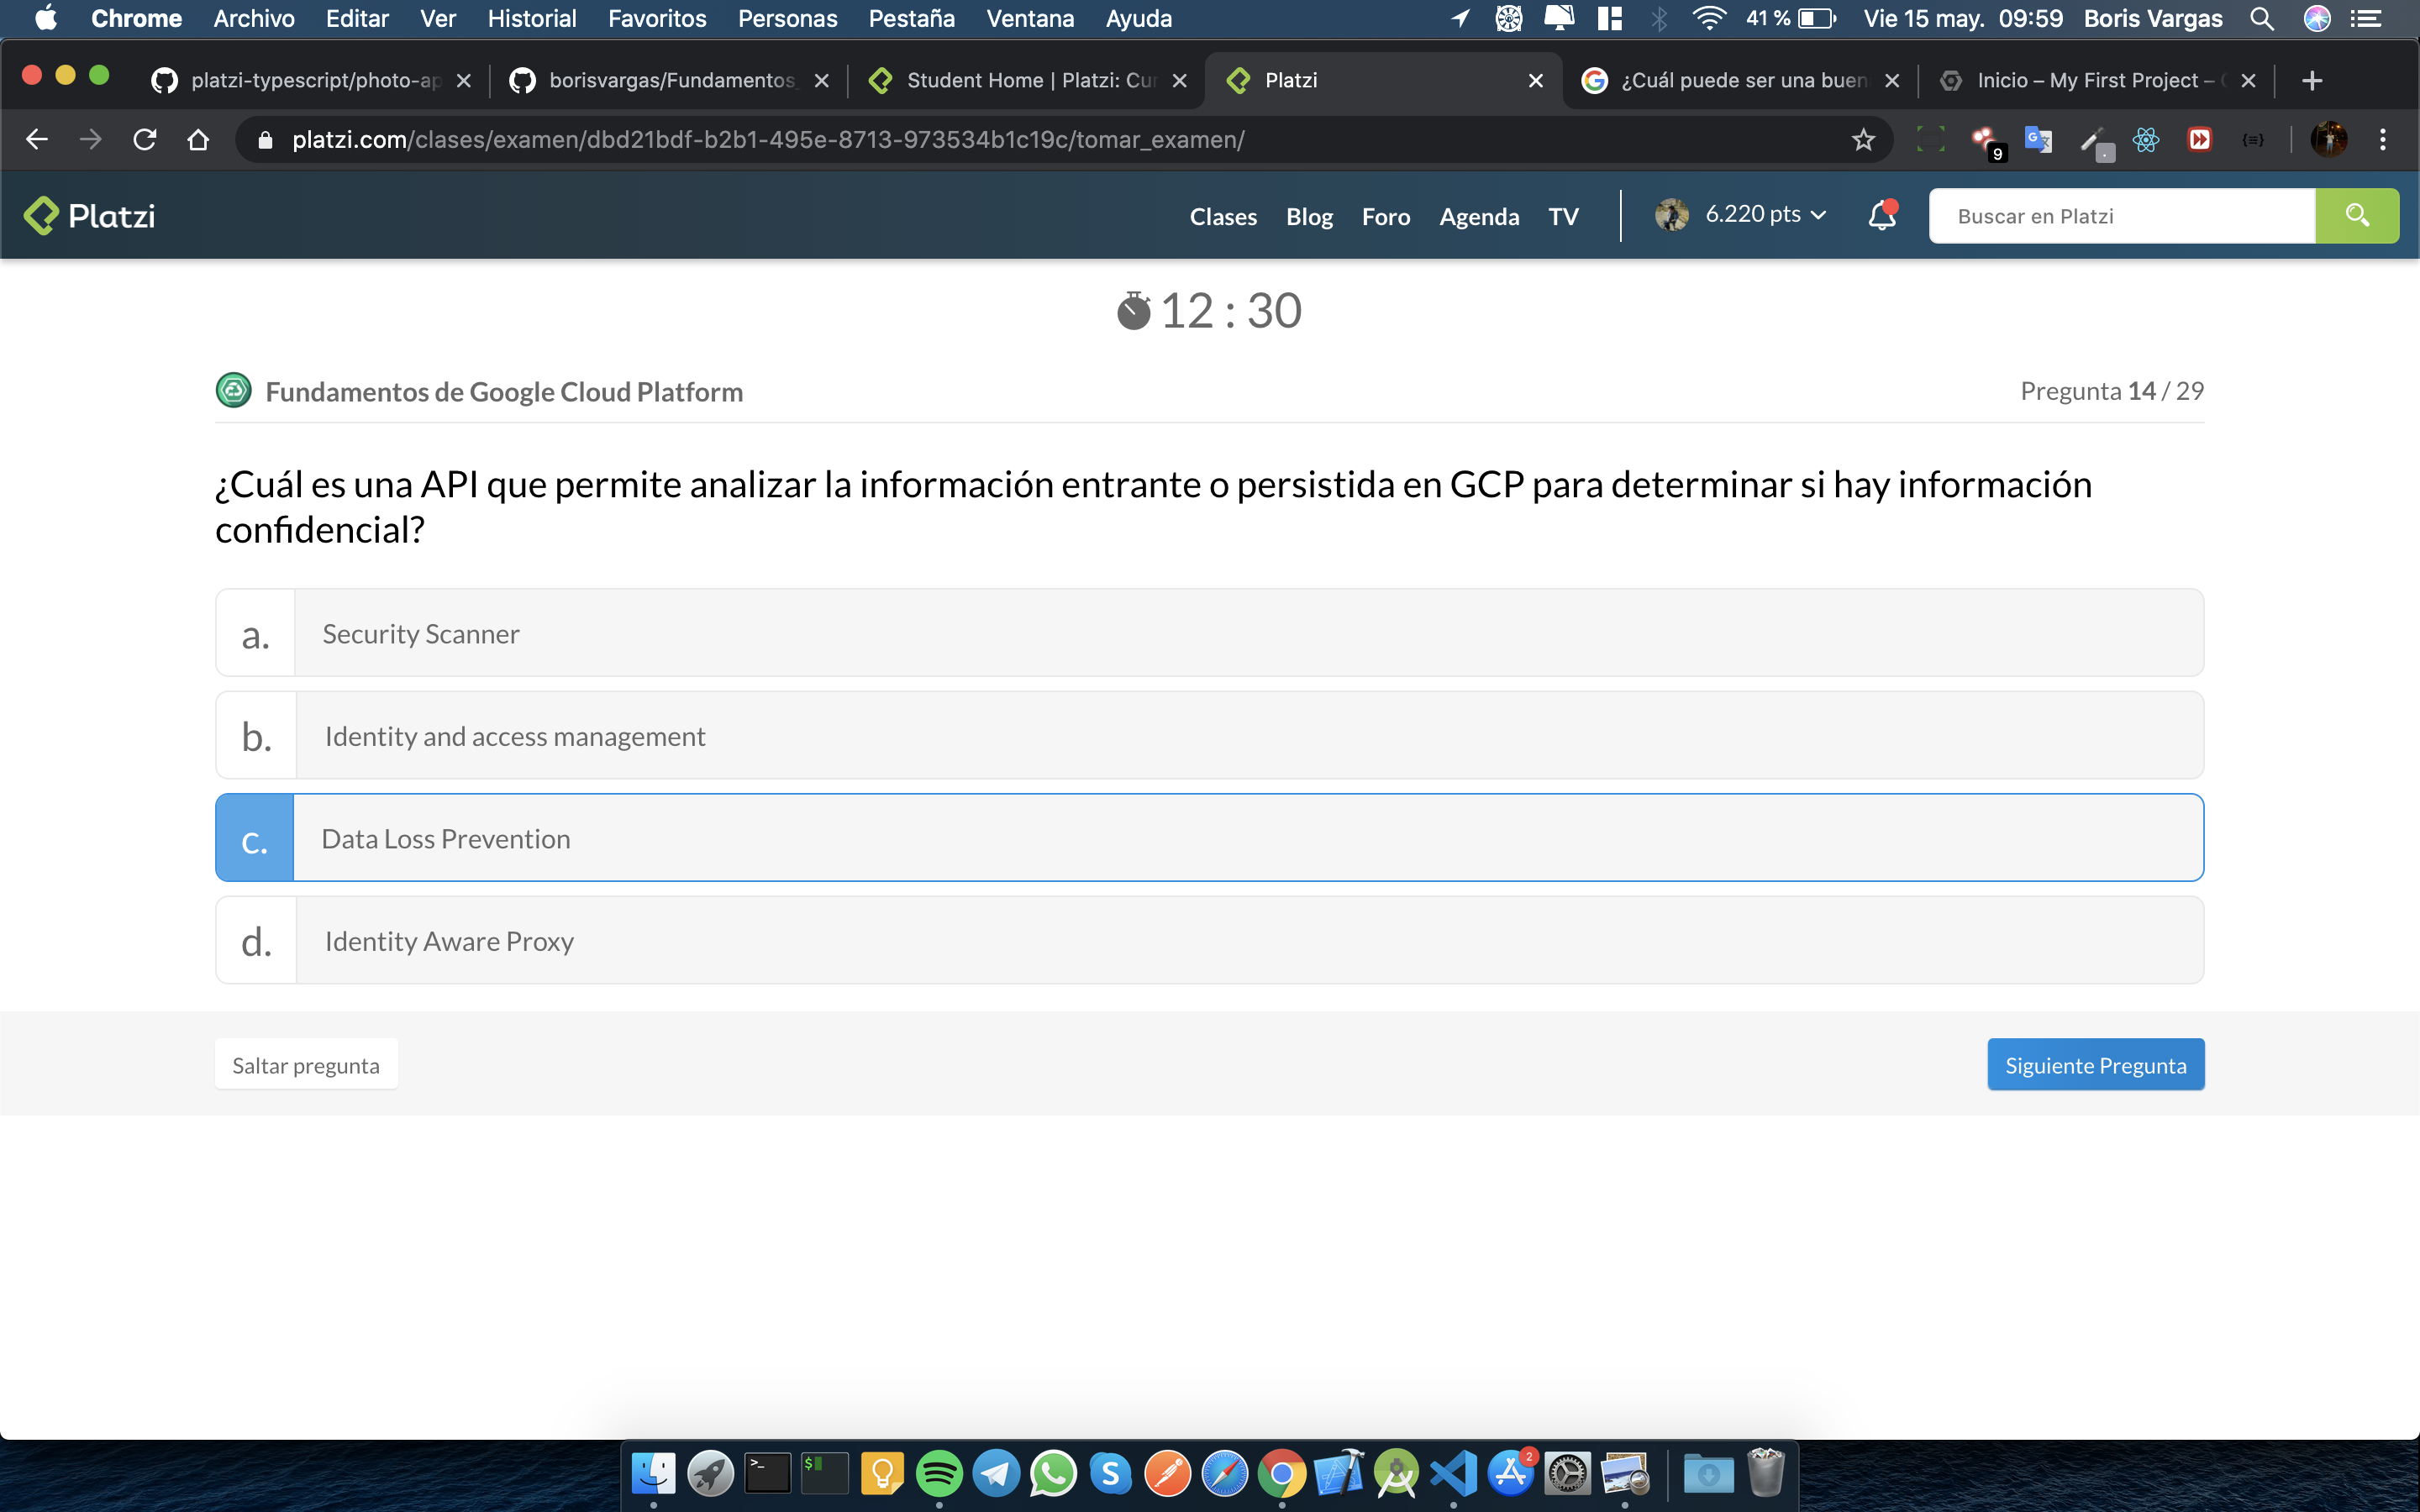 Chrome Archivo Editar Ver Historial Favoritos Personas Pestaña Ventana Ayuda 41 % Vie 15 may. 09:59 Boris Vargas
platzi-typescript/photo-ap borisvargas/Fundamentos_ Student Home | Platzi: Cur Platzi ¿Cuál puede ser una buen Inicio – My First Project –
platzi.com/clases/examen/dbd21bdf-b2b1-495e-8713-973534b1c19c/tomar_examen/ 9
Platzi Clases Blog Foro Agenda TV 6.220 pts Buscar en Platzi
12 : 30
Fundamentos de Google Cloud Platform Pregunta 14 / 29
¿Cuál es una API que permite analizar la información entrante o persistida en GCP para determinar si hay información
confidencial?
a. Security Scanner
b. Identity and access management
c. Data Loss Prevention
d. Identity Aware Proxy
Saltar pregunta Siguiente Pregunta
2